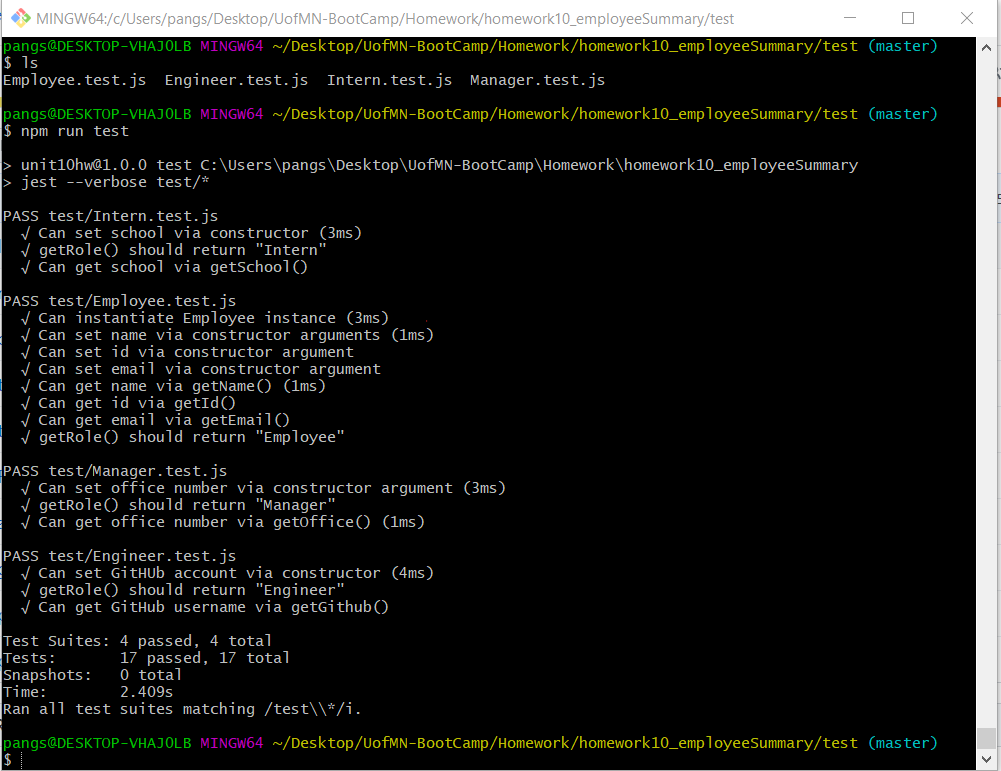 MINGW64:/c/Users/pangs/Desktop/UofMN-BootCamp/Homework/homework10_employeeSummary/test
pangs@DESKTOP-VHAJ0LB MINGW64 ~/Desktop/UofMN-BootCamp/Homework/homework10_employeeSummary/test (master)
$ ls
Employee.test.js  Engineer.test.js  Intern.test.js  Manager.test.js
pangs@DESKTOP-VHAJ0LB MINGW64 ~/Desktop/UofMN-BootCamp/Homework/homework10_employeeSummary/test (master)
$ npm run test
> unit10hw@1.0.0 test C:\Users\pangs\Desktop\UofMN-BootCamp\Homework\homework10_employeeSummary
> jest --verbose test/*
PASS test/Intern.test.js
√ Can set school via constructor (3ms)
√ getRole() should return "Intern"
√ Can get school via getSchool()
PASS test/Employee.test.js
√ Can instantiate Employee instance (3ms)
√ Can set name via constructor arguments (1ms)
√ Can set id via constructor argument
√ Can set email via constructor argument
√ Can get name via getName() (1ms)
√ Can get id via getId()
√ Can get email via getEmail()
√ getRole() should return "Employee"
PASS test/Manager.test.js
√ Can set office number via constructor argument (3ms)
√ getRole() should return "Manager"
√ Can get office number via getOffice() (1ms)
PASS test/Engineer.test.js
√ Can set GitHUb account via constructor (4ms)
√ getRole() should return "Engineer"
√ Can get GitHub username via getGithub()
Test Suites: 4 passed, 4 total
Tests:       17 passed, 17 total
Snapshots:   0 total
Time:        2.409s
Ran all test suites matching /test\\*/i.
pangs@DESKTOP-VHAJ0LB MINGW64 ~/Desktop/UofMN-BootCamp/Homework/homework10_employeeSummary/test (master)
$